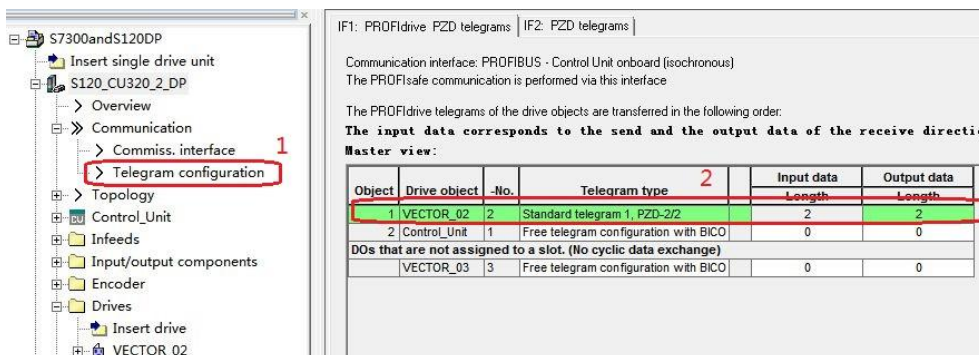 S7300andS120DP
Insert single drive unit
S120_CU320_2_DP
Overview
Communication
Commiss. interface
1
Telegram configuration
Topology
Control_Unit
Infeeds
Input/output components
Encoder
Drives
Insert drive
VECTOR_02
IF1: PROFIdrive PZD telegrams
IF2: PZD telegrams
Communication interface: PROFIBUS - Control Unit onboard (isochronous)
The PROFIsafe communication is performed via this interface
The PROFIdrive telegrams of the drive objects are transferred in the following order:
The input data corresponds to the send and the output data of the receive directi
Master view:
2
Object Drive object -No. Telegram type Input data Output data
Length Length
1 VECTOR_02 2 Standard telegram 1, PZD-2/2 2 2
2 Control_Unit 1 Free telegram configuration with BICO 0 0
DOs that are not assigned to a slot. (No cyclic data exchange)
VECTOR_03 3 Free telegram configuration with BICO 0 0